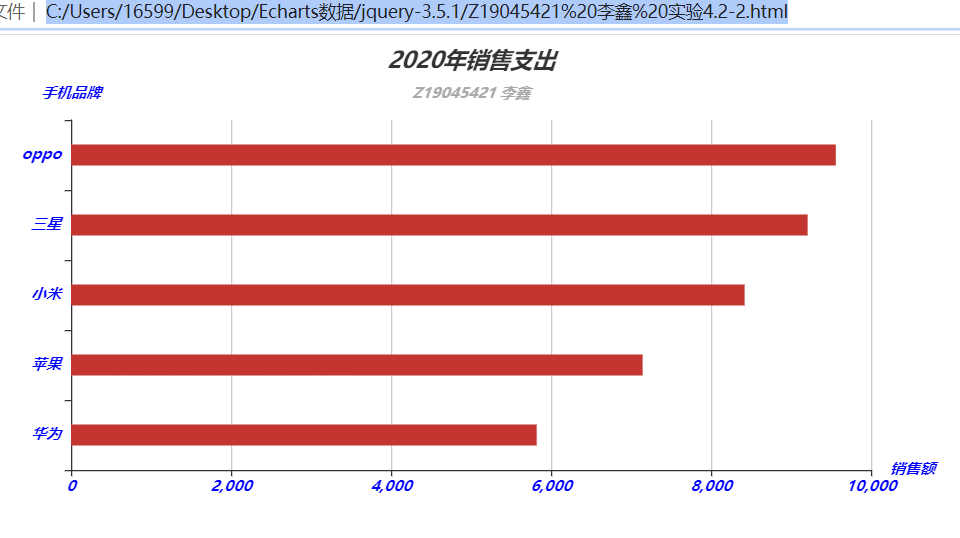 文件 | C:/Users/16599/Desktop/Echarts数据/jquery-3.5.1/Z19045421%20李鑫%20实验4.2-2.html
2020年销售支出
Z19045421 李鑫
手机品牌
oppo
三星
小米
苹果
华为
销售额
0 2,000 4,000 6,000 8,000 10,000